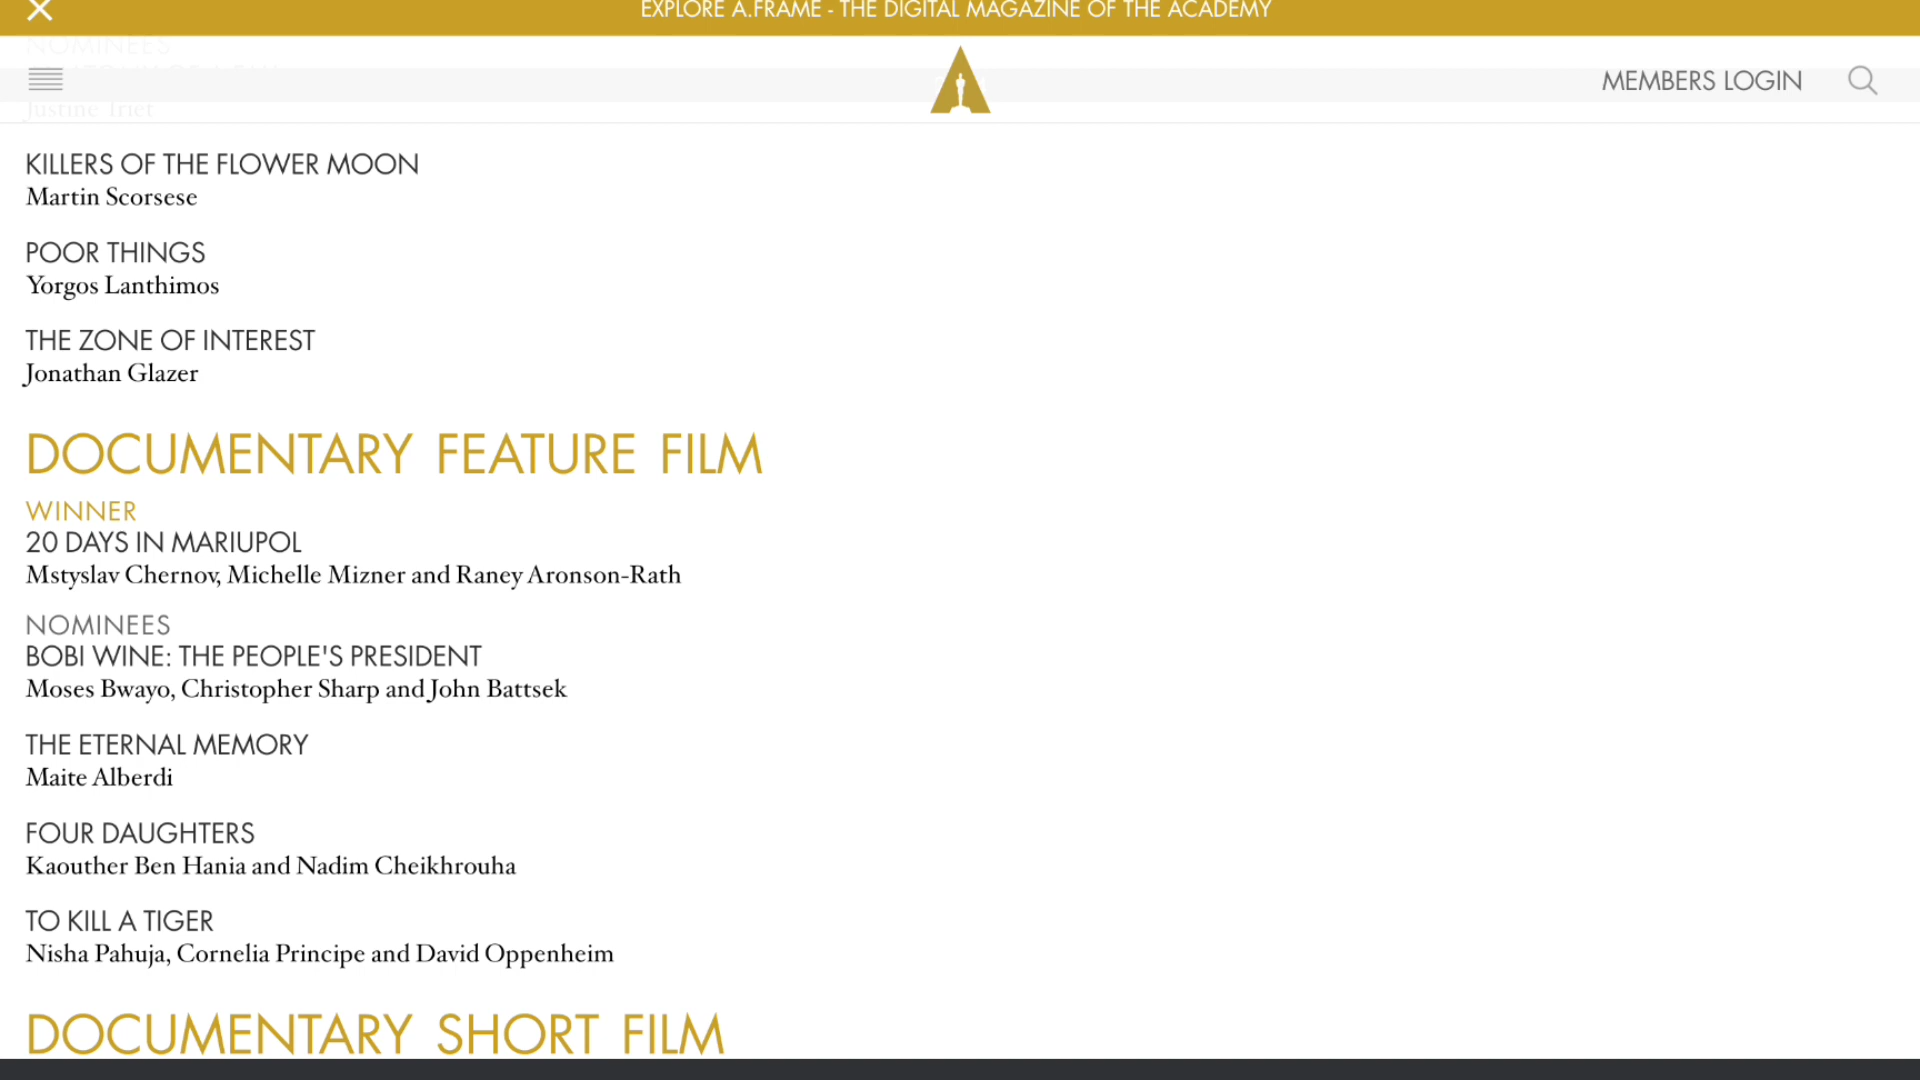 EXPLORE A.FRAME - THE DIGITAL MAGAZINE OF THE ACADEMY
NOMINEES
MEMBERS LOGIN
Justine Triet
KILLERS OF THE FLOWER MOON
Martin Scorsese
POOR THINGS
Yorgos Lanthimos
THE ZONE OF INTEREST
Jonathan Glazer
DOCUMENTARY FEATURE FILM
WINNER
20 DAYS IN MARIUPOL
Mstyslav Chernov, Michelle Mizner and Raney Aronson-Rath
NOMINEES
BOBI WINE: THE PEOPLE'S PRESIDENT
Moses Bwayo, Christopher Sharp and John Battsek
THE ETERNAL MEMORY
Maite Alberdi
FOUR DAUGHTERS
Kaouther Ben Hania and Nadim Cheikhrouha
TO KILL A TIGER
Nisha Pahuja, Cornelia Principe and David Oppenheim
DOCUMENTARY SHORT FILM